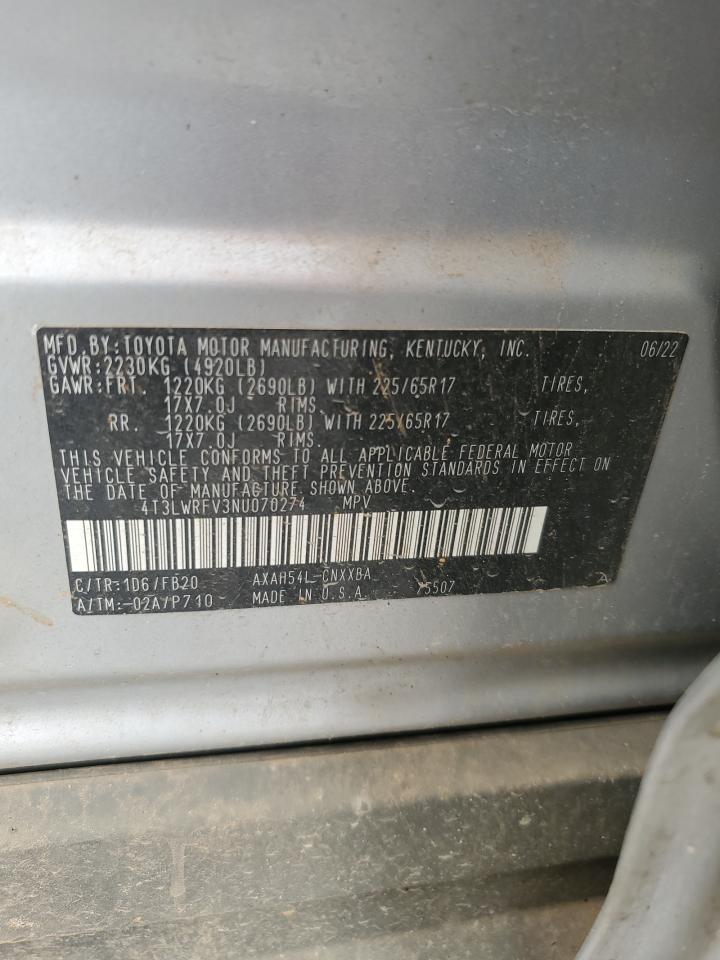 MFD.BY:TOYOTA MOTOR MANUFACTURING, KENTUCKY, INC. 06/22
GVWR:2230KG (4920LB)
GAWR:FRT. 1220KG (2690LB) WITH 225/65R17 TIRES,
17X7.0J RIMS.
RR. 1220KG (2690LB) WITH 225/65R17 TIRES,
17X7.0J RIMS.
THIS VEHICLE CONFORMS TO ALL APPLICABLE FEDERAL MOTOR
VEHICLE SAFETY AND THEFT PREVENTION STANDARDS IN EFFECT ON
THE DATE OF MANUFACTURE SHOWN ABOVE.
4T3LWRFV3NU070274 MPV
C/TR:1D6/FB20 AXAH54L-CNXXBA A
A/TM:-02A/P710 MADE IN U.S.A